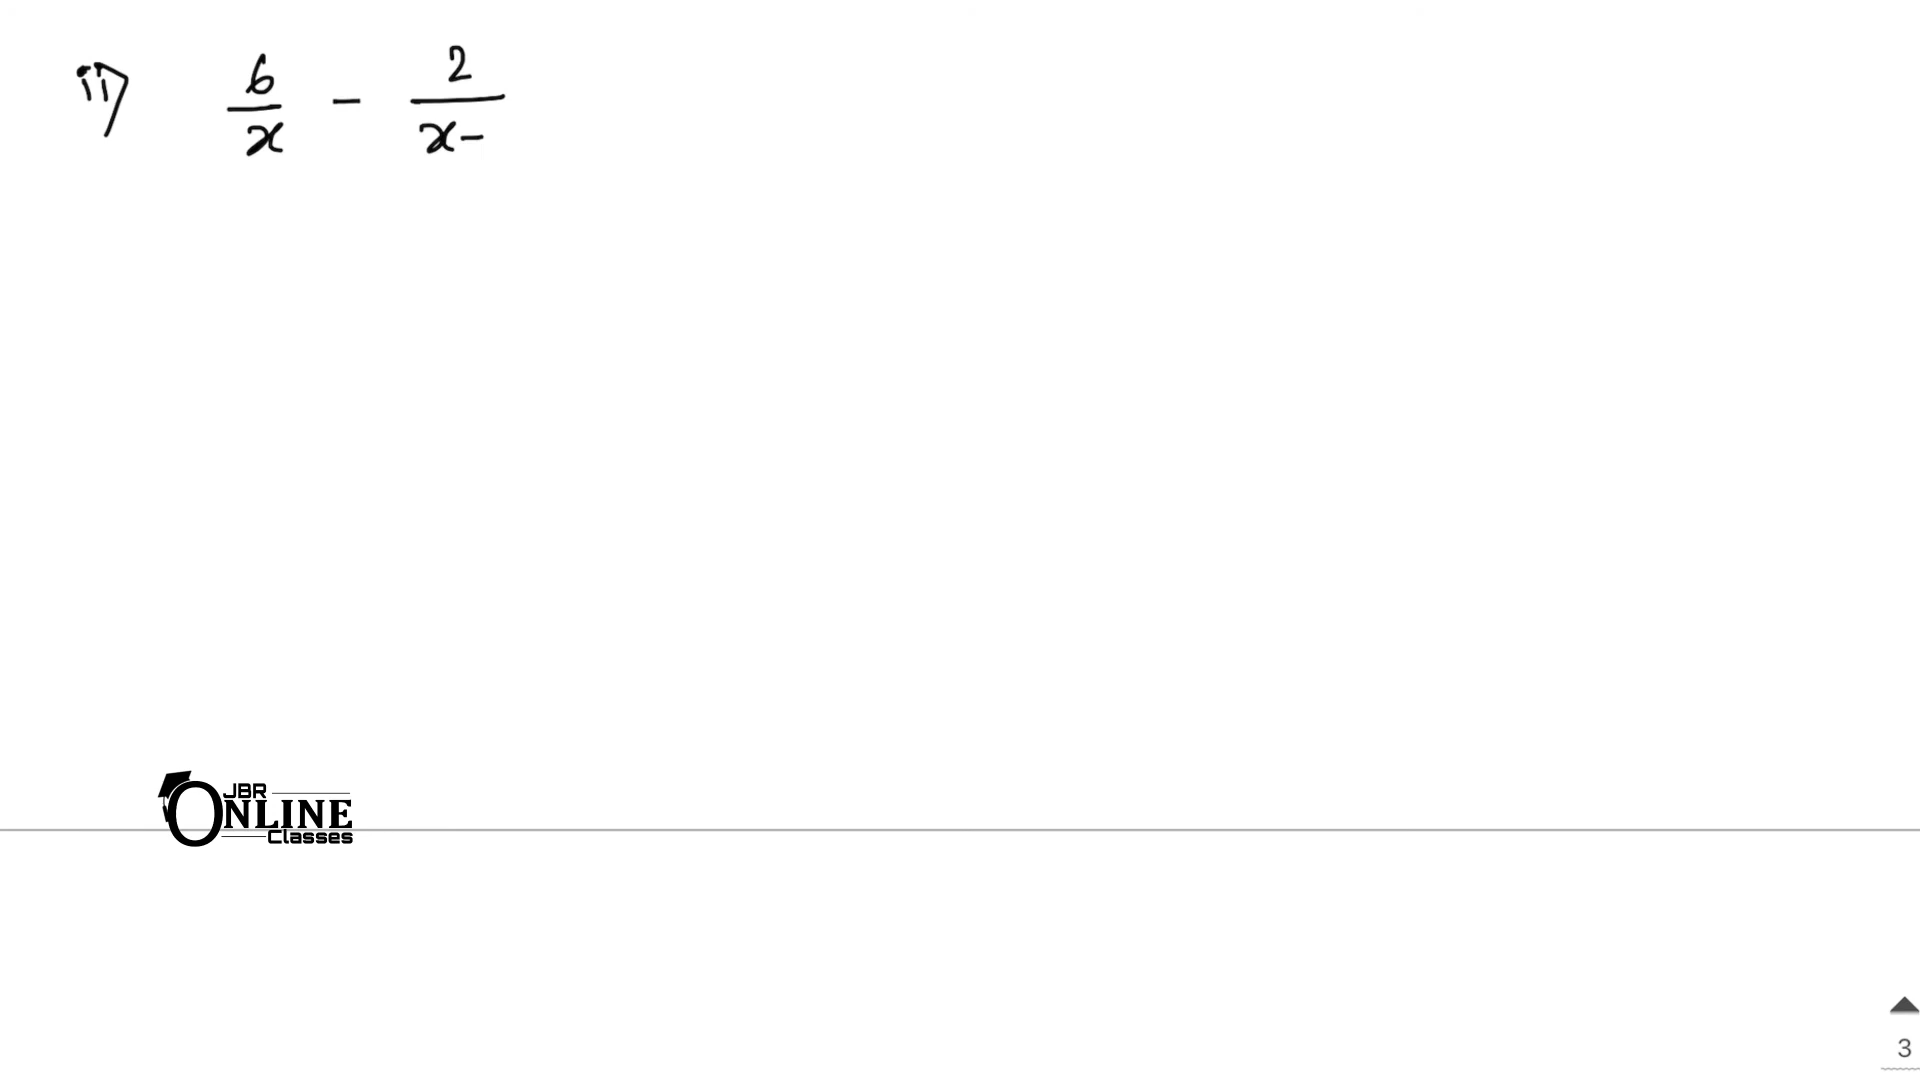 ii) 6/x - 2/x-
JBR
ONLINE
Classes
3